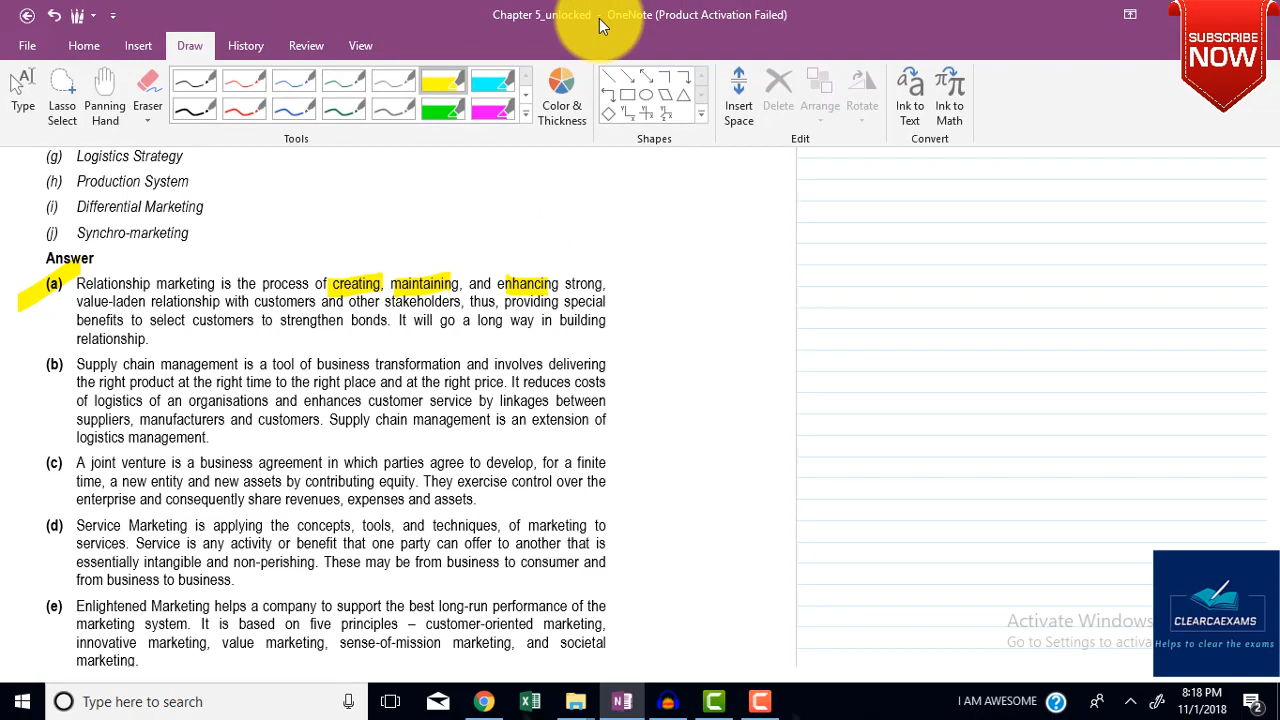 Chapter 5_unlocked - OneNote (Product Activation Failed)
SUBSCRIBE
NOW
File Home Insert Draw History Review View
Type
Lasso Select
Panning Hand
Eraser
Color & Thickness
Insert Space
Delete
Arrange
Rotate
Ink to Text
Ink to Math
Tools
Shapes
Edit
Convert
(g) Logistics Strategy
(h) Production System
(i) Differential Marketing
(j) Synchro-marketing
Answer
(a) Relationship marketing is the process of creating, maintaining, and enhancing strong,
value-laden relationship with customers and other stakeholders, thus, providing special
benefits to select customers to strengthen bonds. It will go a long way in building
relationship.
(b) Supply chain management is a tool of business transformation and involves delivering
the right product at the right time to the right place and at the right price. It reduces costs
of logistics of an organisations and enhances customer service by linkages between
suppliers, manufacturers and customers. Supply chain management is an extension of
logistics management.
(c) A joint venture is a business agreement in which parties agree to develop, for a finite
time, a new entity and new assets by contributing equity. They exercise control over the
enterprise and consequently share revenues, expenses and assets.
(d) Service Marketing is applying the concepts, tools, and techniques, of marketing to
services. Service is any activity or benefit that one party can offer to another that is
essentially intangible and non-perishing. These may be from business to consumer and
from business to business.
(e) Enlightened Marketing helps a company to support the best long-run performance of the
marketing system. It is based on five principles – customer-oriented marketing,
innovative marketing, value marketing, sense-of-mission marketing, and societal
marketing.
Activate Windows
Go to Settings to activa
CLEARCAEXAMS
Helps to clear the exams
Type here to search
I AM AWESOME
8:18 PM
11/1/2018
2